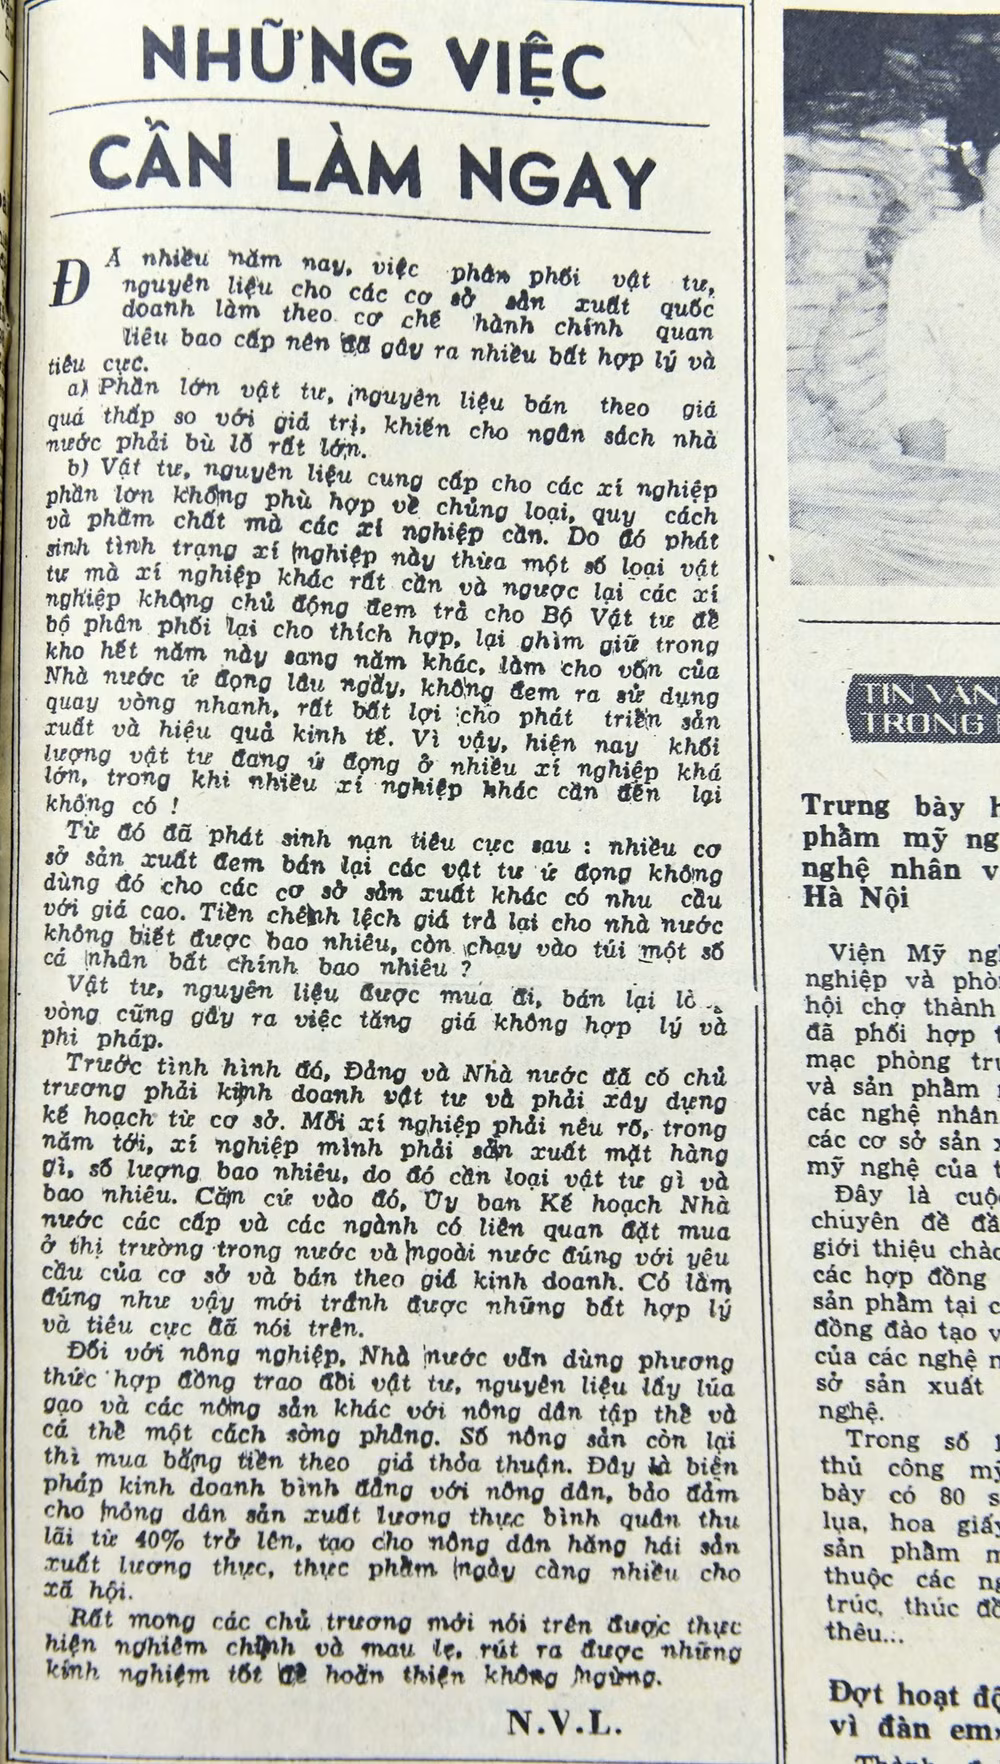 NHỮNG VIỆC
CẦN LÀM NGAY
ĐÃ nhiều năm nay, việc phân phối vật tư,
nguyên liệu cho các cơ sở sản xuất quốc
doanh làm theo cơ chế hành chính quan
liêu bao cấp nên đã gây ra nhiều bất hợp lý và
tiêu cực.
a) Phần lớn vật tư, nguyên liệu bán theo giá
quá thấp so với giá trị, khiến cho ngân sách nhà
nước phải bù lỗ rất lớn.
b) Vật tư, nguyên liệu cung cấp cho các xí nghiệp
phần lớn không phù hợp về chủng loại, quy cách
và phẩm chất mà các xí nghiệp cần. Do đó phát
sinh tình trạng xí nghiệp này thừa một số loại vật
tư mà xí nghiệp khác rất cần và ngược lại các xí
nghiệp không chủ động đem trả cho Bộ Vật tư để
bộ phân phối lại cho thích hợp, lại ghìm giữ trong
kho hết năm này sang năm khác, làm cho vốn của
Nhà nước ứ đọng lâu ngày, không đem ra sử dụng
quay vòng nhanh, rất bất lợi cho phát triển sản
xuất và hiệu quả kinh tế. Vì vậy, hiện nay khối
lượng vật tư đang ứ đọng ở nhiều xí nghiệp khá
lớn, trong khi nhiều xí nghiệp khác cần đến lại
không có !
Từ đó đã phát sinh nạn tiêu cực sau : nhiều cơ
sở sản xuất đem bán lại các vật tư ứ đọng không
dùng đó cho các cơ sở sản xuất khác có nhu cầu
với giá cao. Tiền chênh lệch giá trả lại cho nhà nước
không biết được bao nhiêu, còn chạy vào túi một số
cá nhân bất chính bao nhiêu ?
Vật tư, nguyên liệu được mua đi, bán lại
vòng cũng gây ra việc tăng giá không hợp lý và
phi pháp.
Trước tình hình đó, Đảng và Nhà nước đã có chủ
trương phải kinh doanh vật tư và phải xây dựng
kế hoạch từ cơ sở. Mỗi xí nghiệp phải nêu rõ, trong
năm tới, xí nghiệp mình phải sản xuất mặt hàng
gì, số lượng bao nhiêu, do đó cần loại vật tư gì và
bao nhiêu. Căn cứ vào đó, Ủy ban Kế hoạch Nhà
nước các cấp và các ngành có liên quan đặt mua
ở thị trường trong nước và ngoài nước đúng với yêu
cầu của cơ sở và bán theo giá kinh doanh. Có làm
đúng như vậy mới tránh được những bất hợp lý
và tiêu cực đã nói trên.
Đối với nông nghiệp, Nhà nước vẫn dùng phương
thức hợp đồng trao đổi vật tư, nguyên liệu lấy lúa
gạo và các nông sản khác với nông dân tập thể và
cá thể một cách sòng phẳng. Số nông sản còn lại
thì mua bằng tiền theo giá thỏa thuận. Đây là biện
pháp kinh doanh bình đẳng với nông dân, bảo đảm
cho nông dân sản xuất lương thực bình quân thu
lãi từ 40% trở lên, tạo cho nông dân hăng hái sản
xuất lương thực, thực phẩm ngày càng nhiều cho
xã hội.
Rất mong các chủ trương mới nói trên được thực
hiện nghiêm chỉnh và mau lẹ, rút ra được những
kinh nghiệm tốt để hoàn thiện không ngừng.
N.V.L.
TIN VĂN
TRONG
Trưng bày
phẩm mỹ
nghệ nhân
Hà Nội
Viện Mỹ
nghiệp và
hội chợ thành
đã phối hợp
mạc phòng
và sản phẩm
các nghệ nhân
các cơ sở sản
mỹ nghệ của
Đây là
chuyên đề
giới thiệu
các hợp đồng
sản phẩm tại
đồng đào tạo
của các nghệ
sở sản xuất
nghệ.
Trong số
thủ công
bày có 80
lụa, hoa
sản phẩm
thuộc các
trúc, thúc
thêu...
Đợt hoạt
vì đàn em